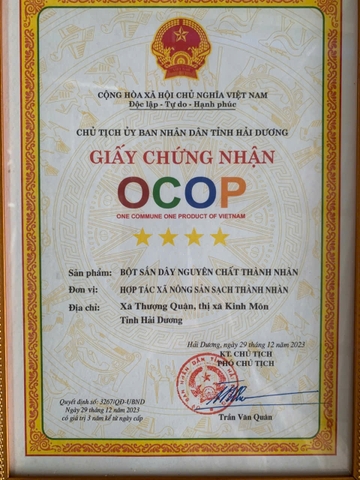 CỘNG HÒA XÃ HỘI CHỦ NGHĨA VIỆT NAM
Độc lập - Tự do - Hạnh phúc
CHỦ TỊCH ỦY BAN NHÂN DÂN TỈNH HẢI DƯƠNG
GIẤY CHỨNG NHẬN
OCOP
ONE COMMUNE ONE PRODUCT OF VIETNAM
Sản phẩm: BỘT SẮN DÂY NGUYÊN CHẤT THÀNH NHÂN
Đơn vị: HỢP TÁC XÃ NÔNG SẢN SẠCH THÀNH NHÂN
Địa chỉ: Xã Thượng Quận, thị xã Kinh Môn
Tỉnh Hải Dương
Hải Dương, ngày 29 tháng 12 năm 2023
KT. CHỦ TỊCH
PHÓ CHỦ TỊCH
Quyết định số: 3267/QĐ-UBND
Ngày 29 tháng 12 năm 2023
có giá trị 3 năm kể từ ngày cấp
Trần Văn Quân